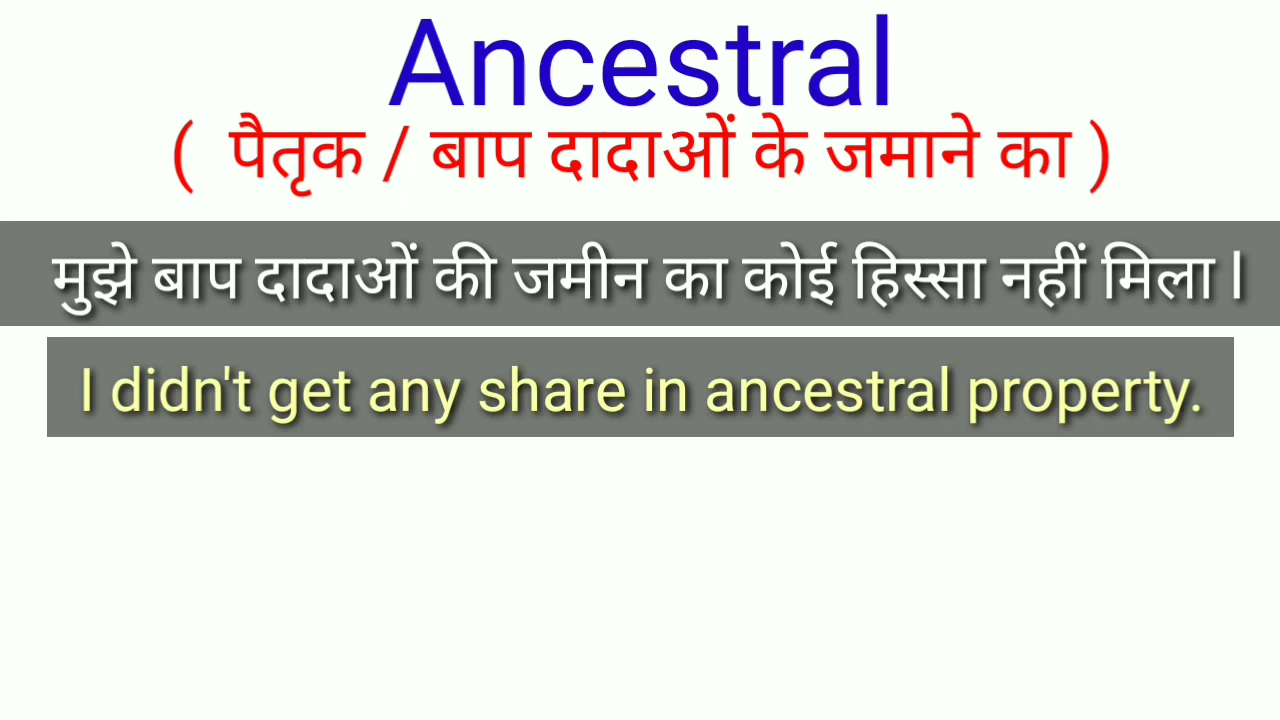 Ancestral
( पैतृक / बाप दादाओं के जमाने का )
मुझे बाप दादाओं की जमीन का कोई हिस्सा नहीं मिला l
I didn't get any share in ancestral property.